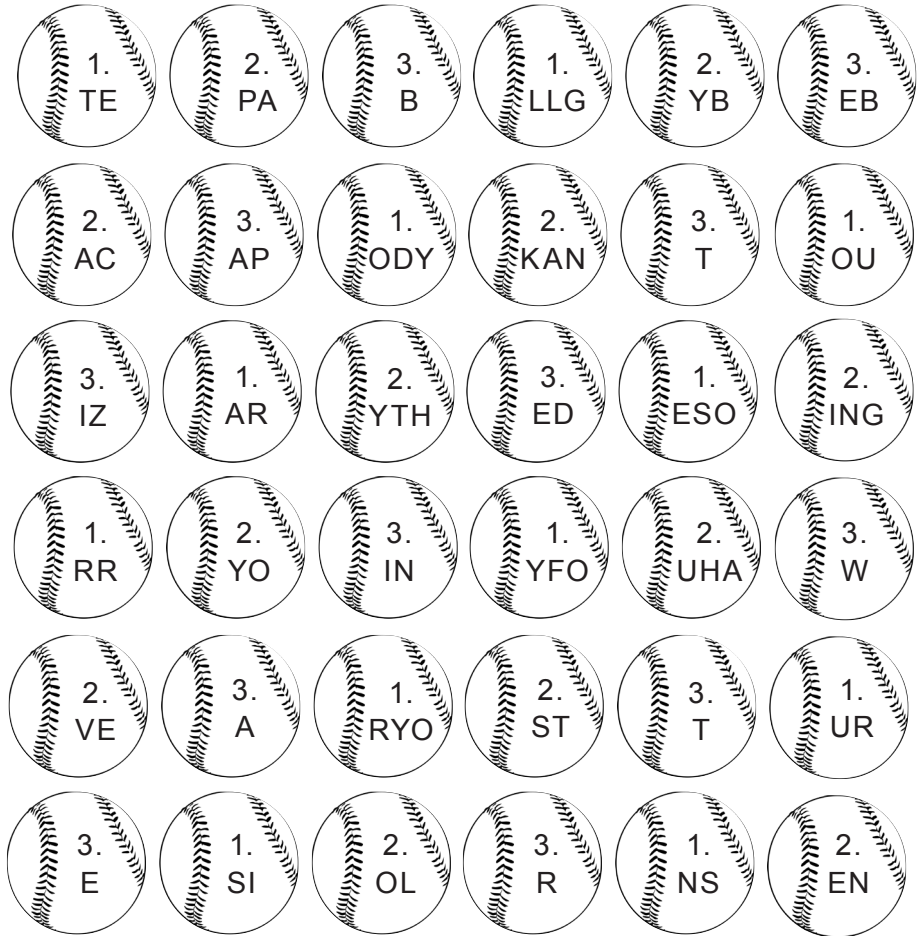 1. TE
2. PA
3. B
1. LLG
2. YB
3. EB
2. AC
3. AP
1. ODY
2. KAN
3. T
1. OU
3. IZ
1. AR
2. YTH
3. ED
1. ESO
2. ING
1. RR
2. YO
3. IN
1. YFO
2. UHA
3. W
2. VE
3. A
1. RYO
2. ST
3. T
1. UR
3. E
1. SI
2. OL
3. R
1. NS
2. EN